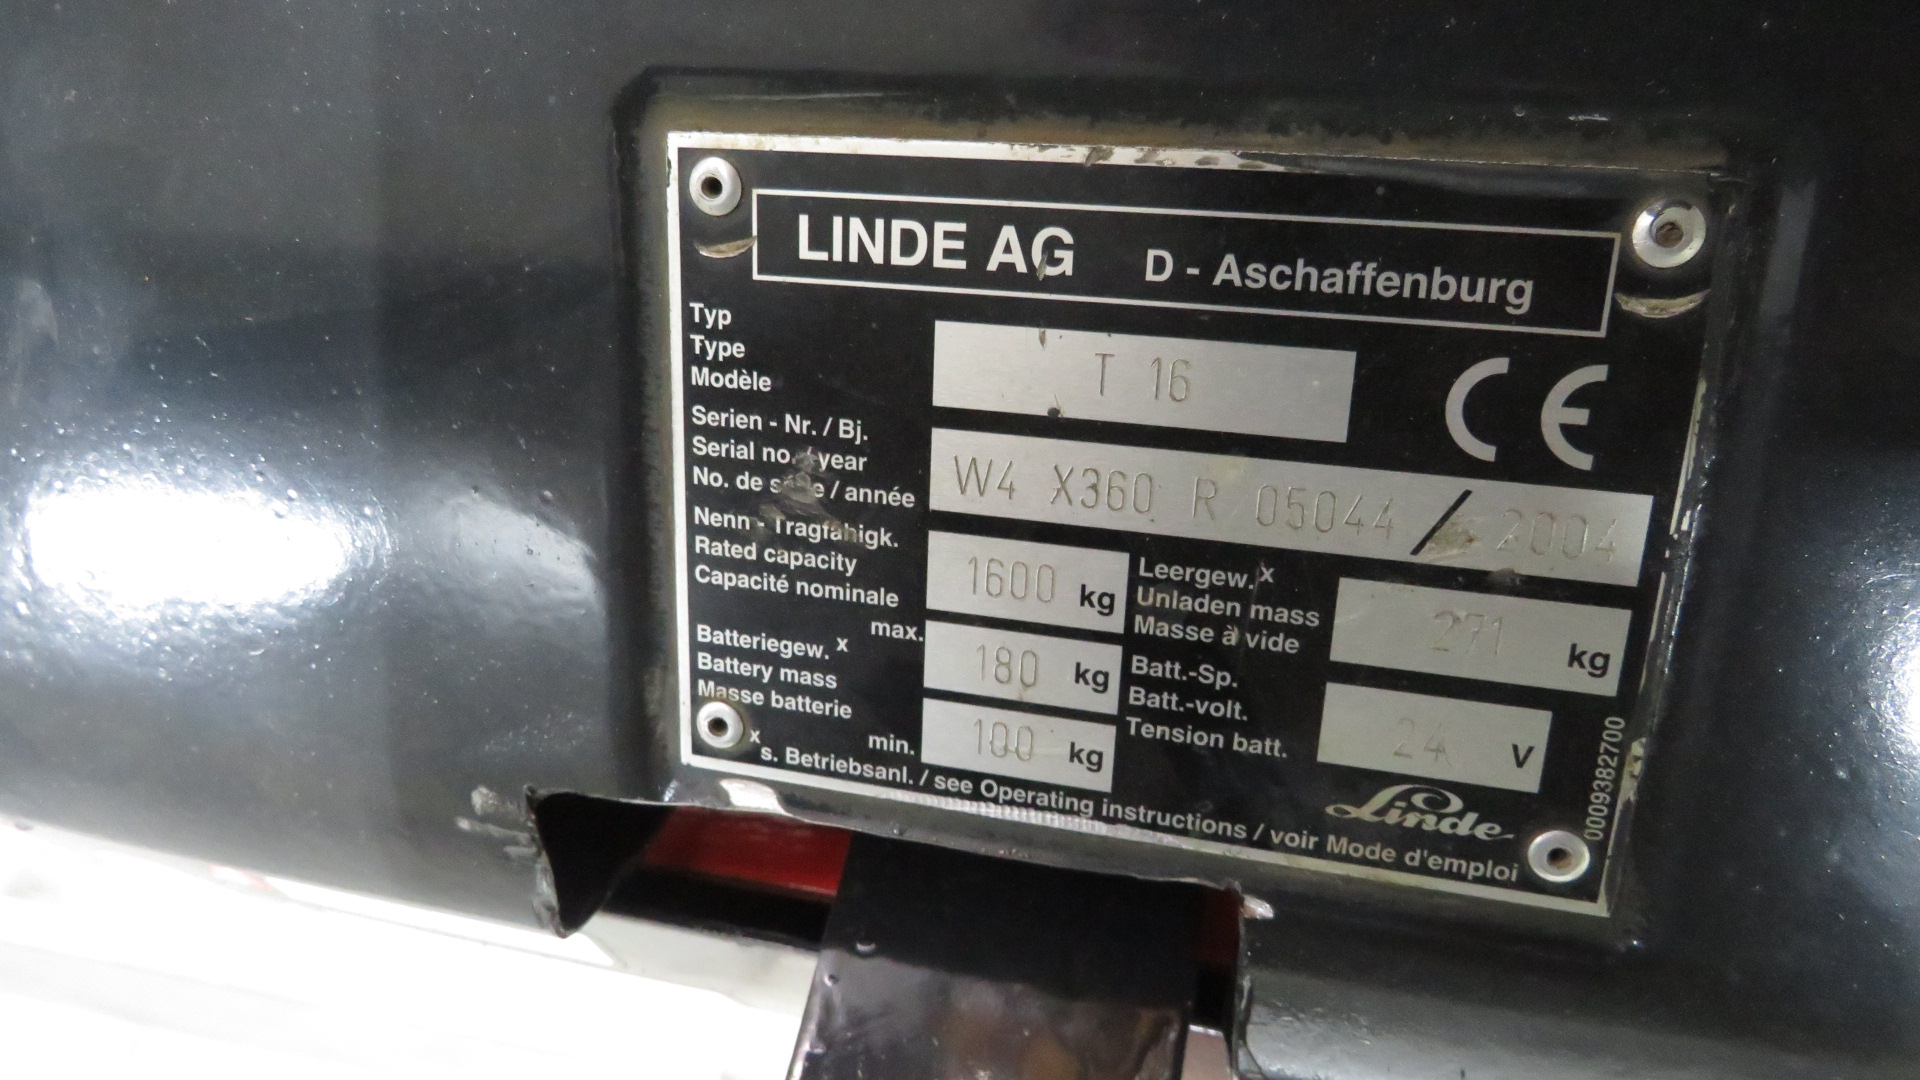 LINDE AG D - Aschaffenburg
Typ
Type
Modèle
T 16
CE
Serien - Nr. / Bj.
Serial no. / year
No. de série / année
W4 X360 R 05044 / 2004
Nenn - Tragfähigk.
Rated capacity
Capacité nominale
1600 kg
Leergew. x
Unladen mass
Masse à vide
271 kg
Batteriegew. x
Battery mass
Masse batterie
max. 180 kg
min. 100 kg
Batt.-Sp.
Batt.-volt.
Tension batt.
24 V
x s. Betriebsanl. / see Operating instructions / voir Mode d'emploi
Linde
0009382700